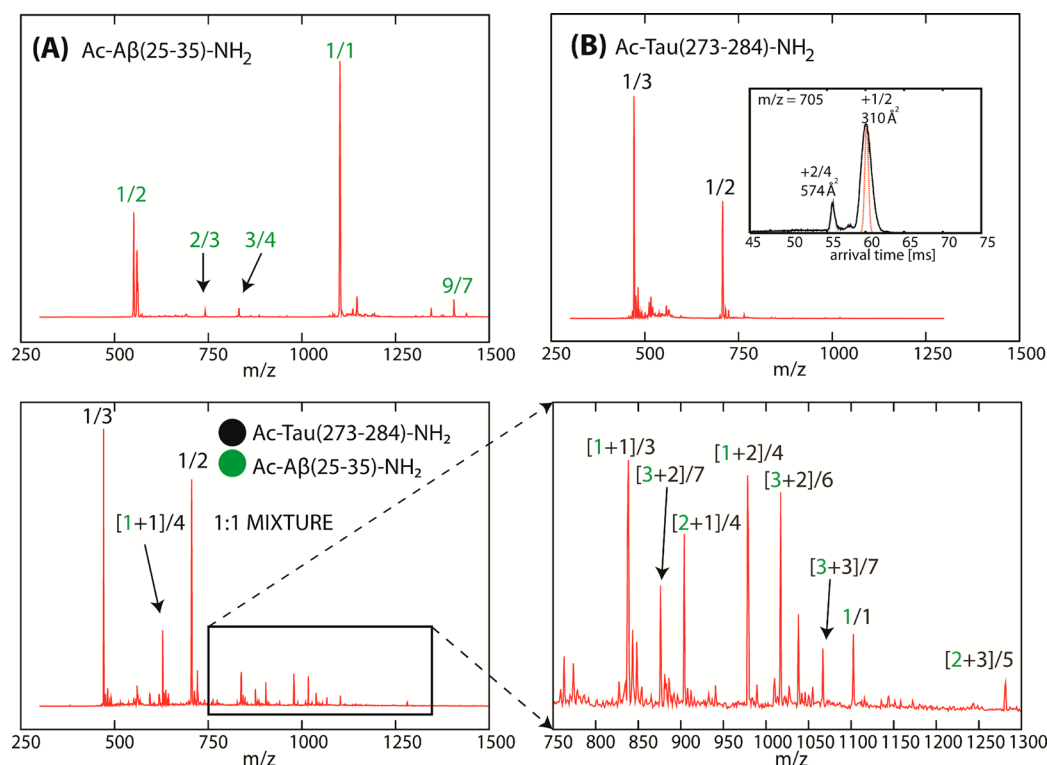 (A) Ac-Aβ(25-35)-NH₂
1/1
1/2
2/3
3/4
9/7
250 500 750 1000 1250 1500
m/z
(B) Ac-Tau(273-284)-NH₂
1/3
1/2
m/z = 705
+1/2
310 Å²
+2/4
574 Å²
45 50 55 60 65 70 75
arrival time [ms]
250 500 750 1000 1250 1500
m/z
1/3
Ac-Tau(273-284)-NH₂
Ac-Aβ(25-35)-NH₂
1/2
[1+1]/4
1:1 MIXTURE
250 500 750 1000 1250 1500
m/z
[1+1]/3
[3+2]/7
[2+1]/4
[1+2]/4
[3+2]/6
[3+3]/7
1/1
[2+3]/5
750 800 850 900 950 1000 1050 1100 1150 1200 1250 1300
m/z